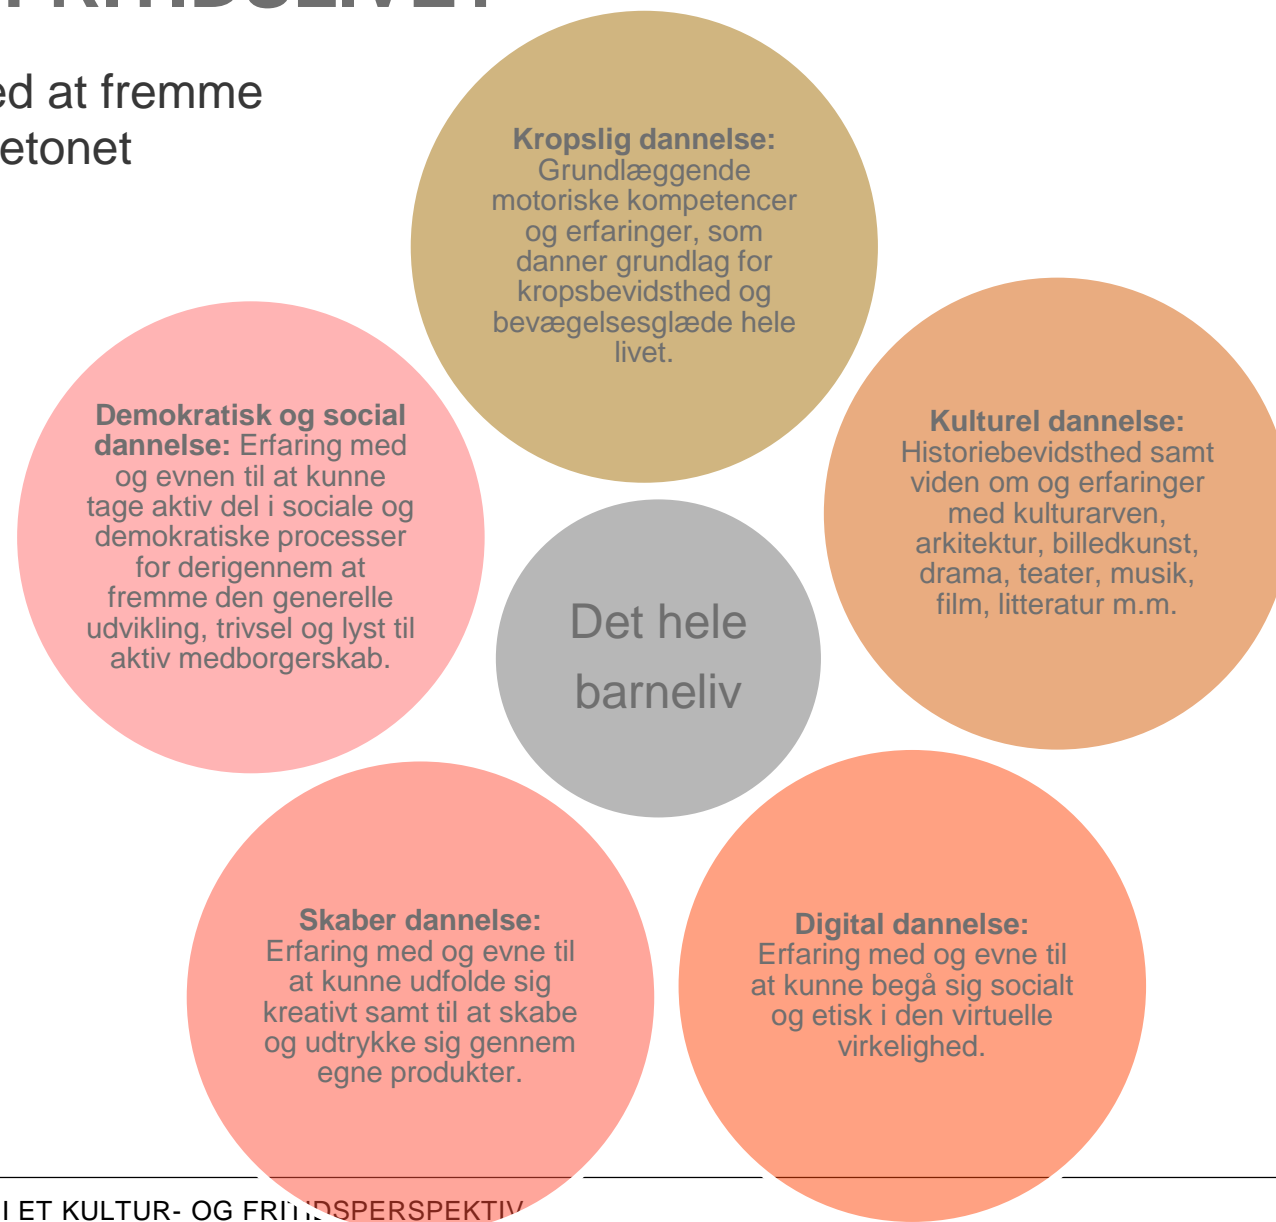 FRITIDSLIVET
ed at fremme
etonet
Kropslig dannelse:
Grundlæggende
motoriske kompetencer
og erfaringer, som
danner grundlag for
kropsbevidsthed og
bevægelsesglæde hele
livet.
Demokratisk og social
dannelse: Erfaring med
og evnen til at kunne
tage aktiv del i sociale og
demokratiske processer
for derigennem at
fremme den generelle
udvikling, trivsel og lyst til
aktiv medborgerskab.
Kulturel dannelse:
Historiebevidsthed samt
viden om og erfaringer
med kulturarven,
arkitektur, billedkunst,
drama, teater, musik,
film, litteratur m.m.
Det hele
barneliv
Skaber dannelse:
Erfaring med og evne til
at kunne udfolde sig
kreativt samt til at skabe
og udtrykke sig gennem
egne produkter.
Digital dannelse:
Erfaring med og evne til
at kunne begå sig socialt
og etisk i den virtuelle
virkelighed.
I ET KULTUR- OG FRITIDSPERSPEKTIV